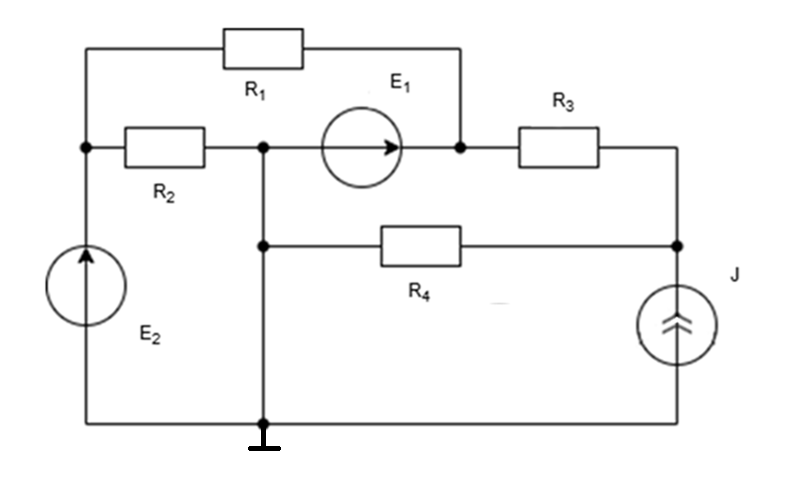 R₁
E₁
R₃
R₂
R₄
J
E₂